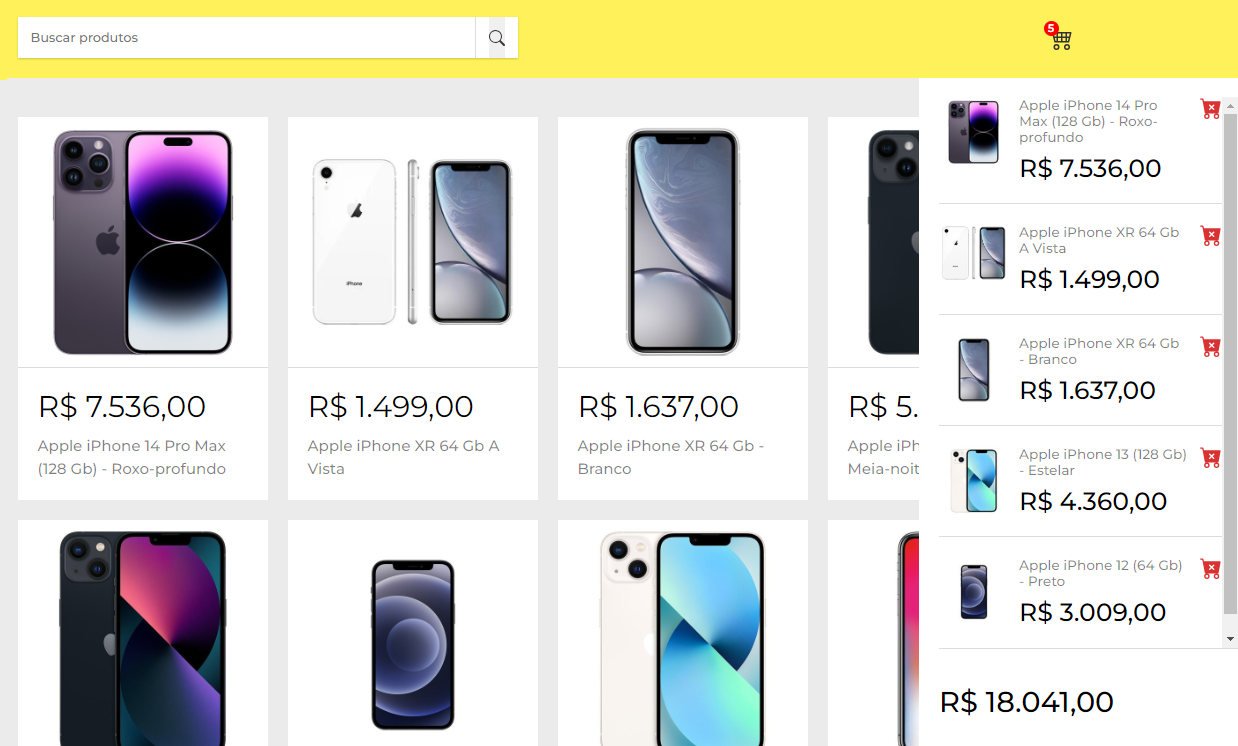 Buscar produtos
5
R$ 7.536,00
Apple iPhone 14 Pro Max
(128 Gb) - Roxo-profundo
R$ 1.499,00
Apple iPhone XR 64 Gb A
Vista
R$ 1.637,00
Apple iPhone XR 64 Gb -
Branco
R$ 5.
Apple iPh
Meia-noit
Apple iPhone 14 Pro
Max (128 Gb) - Roxo-
profundo
R$ 7.536,00
Apple iPhone XR 64 Gb
A Vista
R$ 1.499,00
Apple iPhone XR 64 Gb
- Branco
R$ 1.637,00
Apple iPhone 13 (128 Gb)
- Estelar
R$ 4.360,00
Apple iPhone 12 (64 Gb)
- Preto
R$ 3.009,00
R$ 18.041,00
iPhone